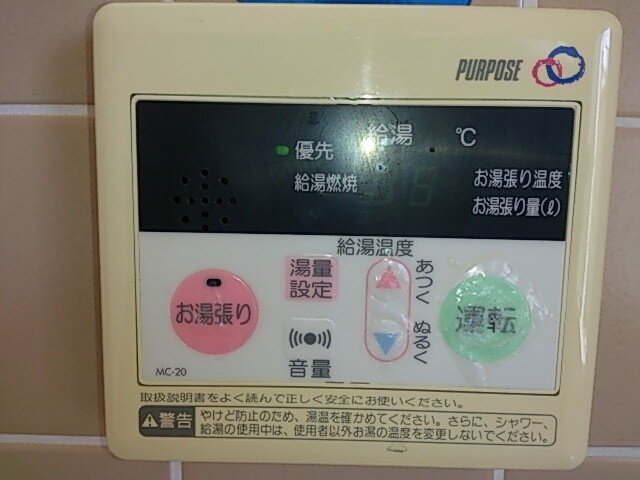 PURPOSE
給湯 ℃
優先
給湯燃焼 お湯張り温度
お湯張り量(ℓ)
給湯温度
湯量
設定
あつく
お湯張り
運転
ぬるく
音量
MC-20
取扱説明書をよく読んで正しく安全にお使いください。
警告 やけど防止のため、湯温を確かめてください。さらに、シャワー、
給湯の使用中は、使用者以外お湯の温度を変更しないでください。